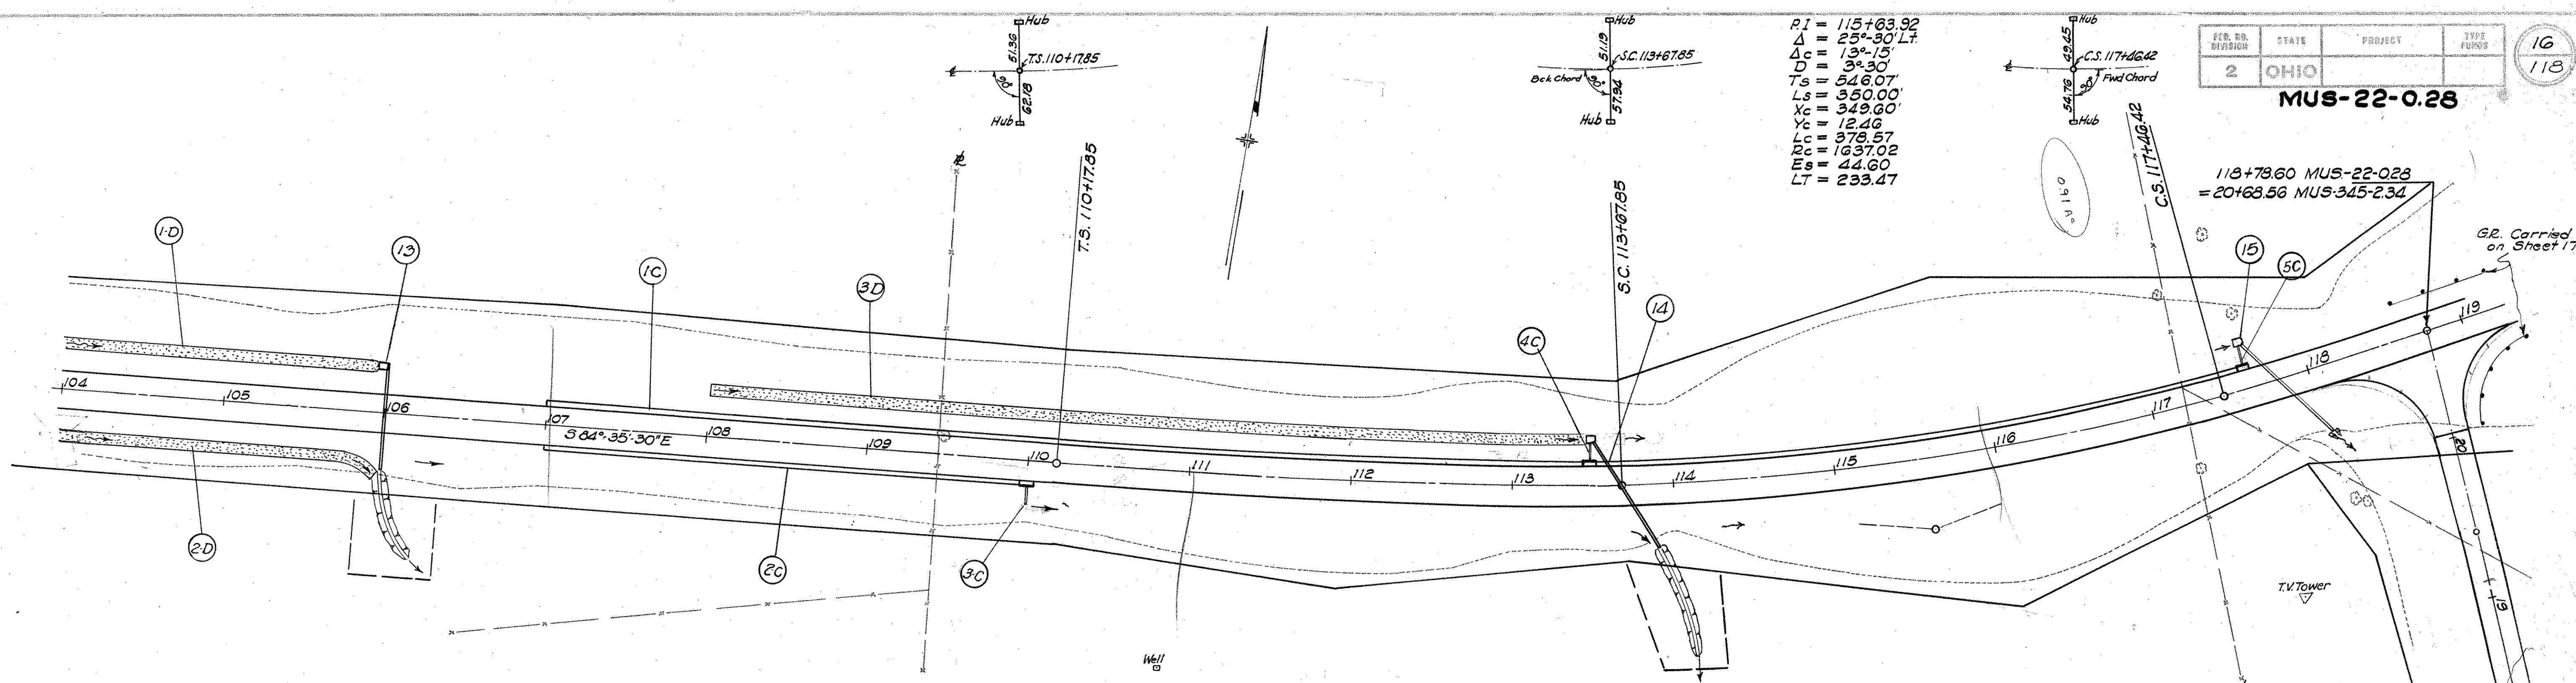 Hub
51.36
T.S. 110+17.85
℄
90°
62.18
Hub
Hub
51.19
S.C. 113+67.85
Bck Chord
90°
57.94
Hub
P.I = 115+63.92
Δ = 25°-30' Lt.
Δc = 13°-15'
D = 3°-30'
Ts = 546.07'
Ls = 350.00'
Xc = 349.60'
Yc = 12.46
Lc = 378.57
Rc = 1637.02
Es = 44.60
LT = 233.47
Hub
49.45
C.S. 117+46.42
℄
Fwd Chord
90°
54.76
Hub
FED. RD. DIVISION
STATE
PROJECT
TYPE FUNDS
2
OHIO
16
118
MUS-22-0.28
118+78.60 MUS.-22-0.28
= 20+68.56 MUS-345-2.34
G.R. Carried
on Sheet 17
T.S. 110+17.85
S.C. 113+67.85
C.S. 117+46.42
1-D
13
1C
3D
4C
14
15
5C
104
105
106
107
108
109
110
111
112
113
114
115
116
117
118
119
S 84°-35'-30" E
2-D
2C
3-C
20
19
T.V. Tower
Well